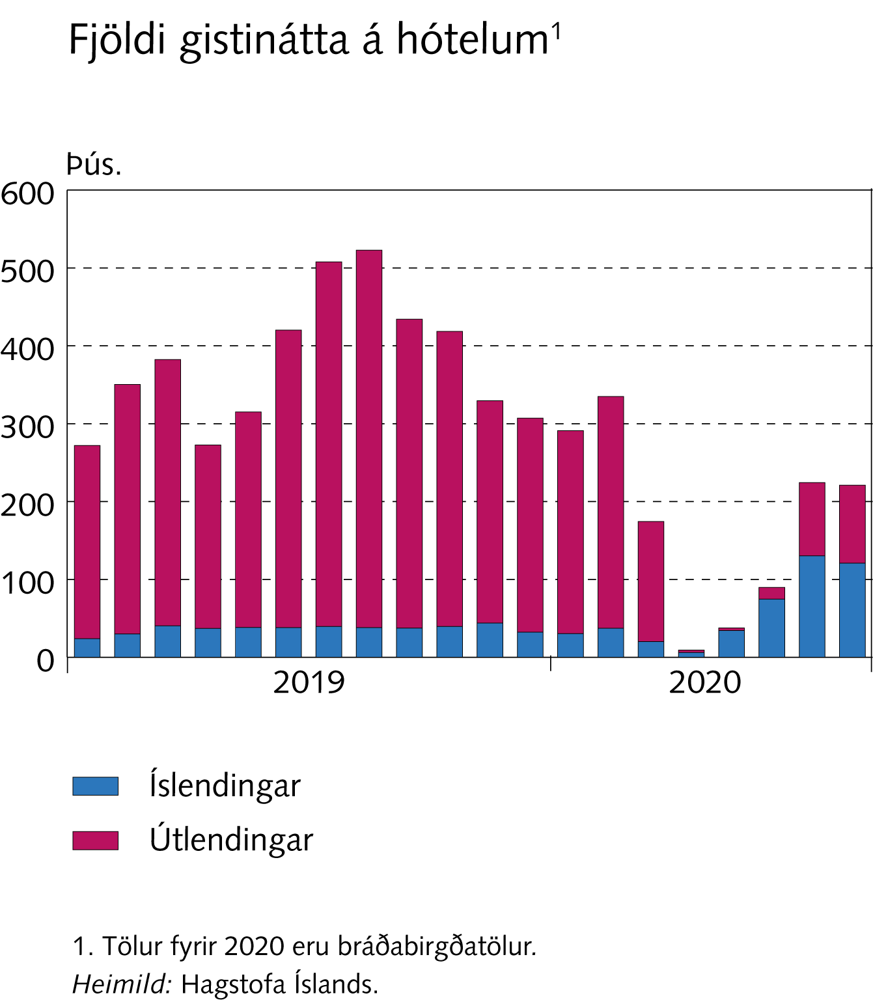 Fjöldi gistinátta á hótelum¹
Þús.
600
500
400
300
200
100
0
2019 2020
Íslendingar
Útlendingar
1. Tölur fyrir 2020 eru bráðabirgðatölur.
Heimild: Hagstofa Íslands.